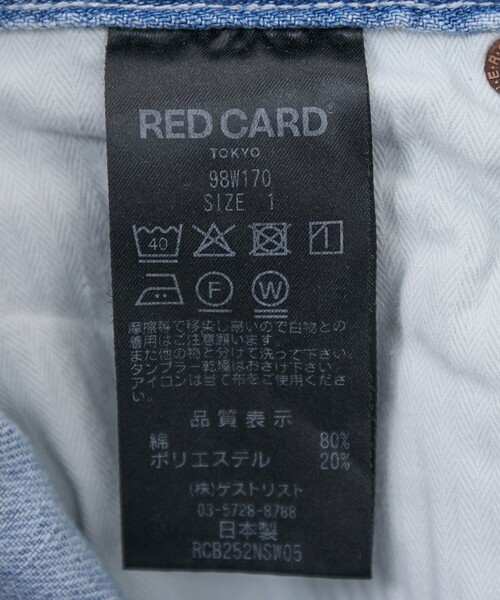 RED CARD
TOKYO
98W170
SIZE 1
40
F W
摩擦等で移染し易いので白物との
着用はご注意願います。
また他の物と分けて洗って下さい。
タンブラー乾燥はおさけ下さい。
アイロンは当て布をご使用くださ
い。
品質表示
綿 80%
ポリエステル 20%
(株)ゲストリスト
03-5728-8788
日本製
RCB252NSW05